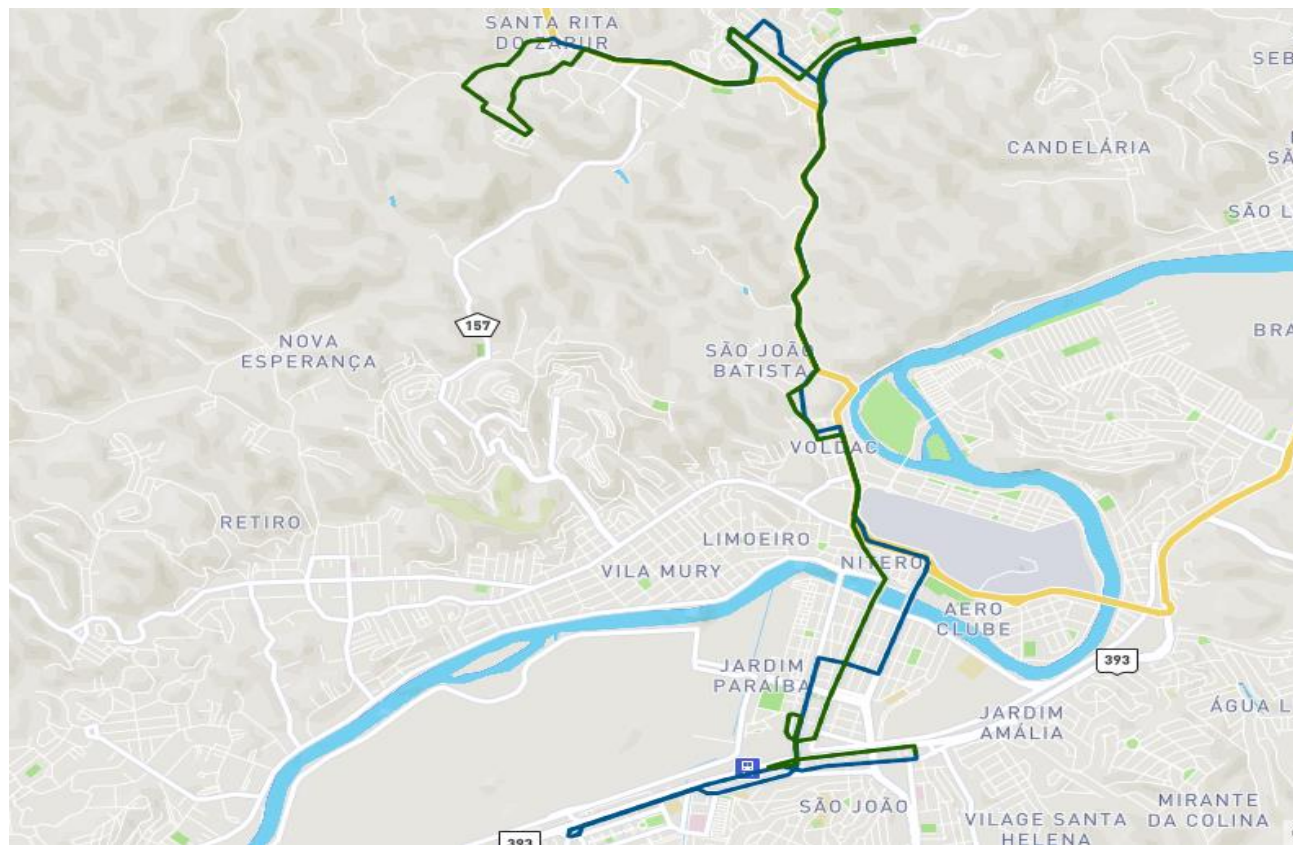 SANTA RITA
DO ZARUR
SEB
CANDELÁRIA
SÃO L
157
NOVA
ESPERANÇA
SÃO JOÃO
BATISTA
BRA
VOLDAC
RETIRO
LIMOEIRO
VILA MURY
NITERÓ
AERO
CLUBE
393
JARDIM
PARAÍBA
JARDIM
AMÁLIA
ÁGUA L
SÃO JOÃO
VILAGE SANTA
HELENA
MIRANTE
DA COLINA
393